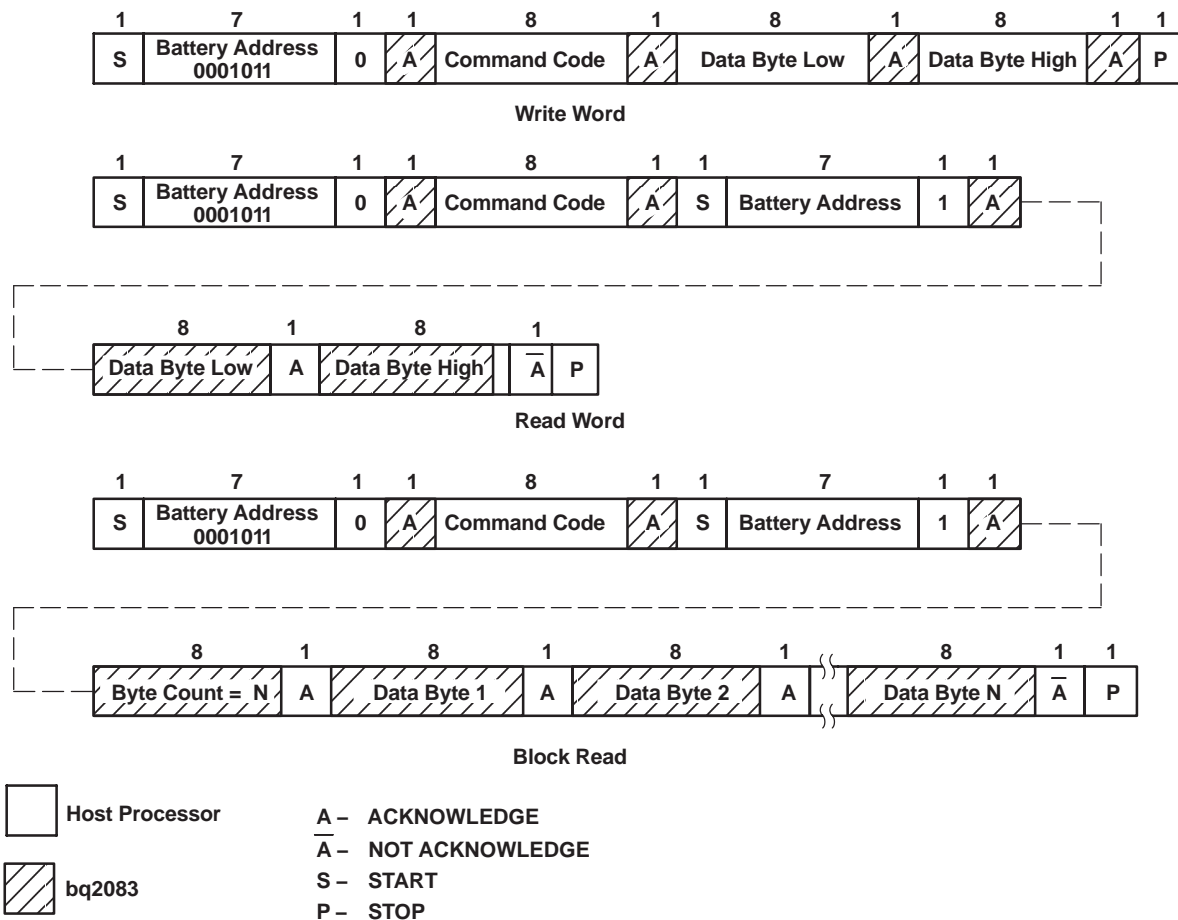 1 7 1 1 8 1 8 1 8 1 1
S Battery Address 0 A Command Code A Data Byte Low A Data Byte High A P
0001011
Write Word
1 7 1 1 8 1 1 7 1 1
S Battery Address 0 A Command Code A S Battery Address 1 A
0001011
8 1 8 1
Data Byte Low A Data Byte High A̅ P
Read Word
1 7 1 1 8 1 1 7 1 1
S Battery Address 0 A Command Code A S Battery Address 1 A
0001011
8 1 8 1 8 1 8 1 1
Byte Count = N A Data Byte 1 A Data Byte 2 A Data Byte N A̅ P
Block Read
Host Processor
bq2083
A – ACKNOWLEDGE
A̅ – NOT ACKNOWLEDGE
S – START
P – STOP